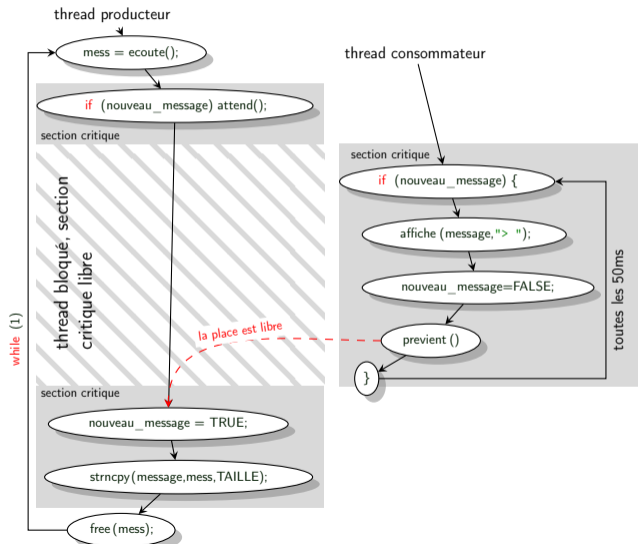 thread producteur
mess = ecoute();
if (nouveau_message) attend();
section critique
thread bloqué, section
critique libre
while (1)
section critique
nouveau_message = TRUE;
strncpy(message,mess,TAILLE);
free(mess);
la place est libre
thread consommateur
section critique
if (nouveau_message) {
affiche (message,"> ");
nouveau_message=FALSE;
previent ()
}
toutes les 50ms